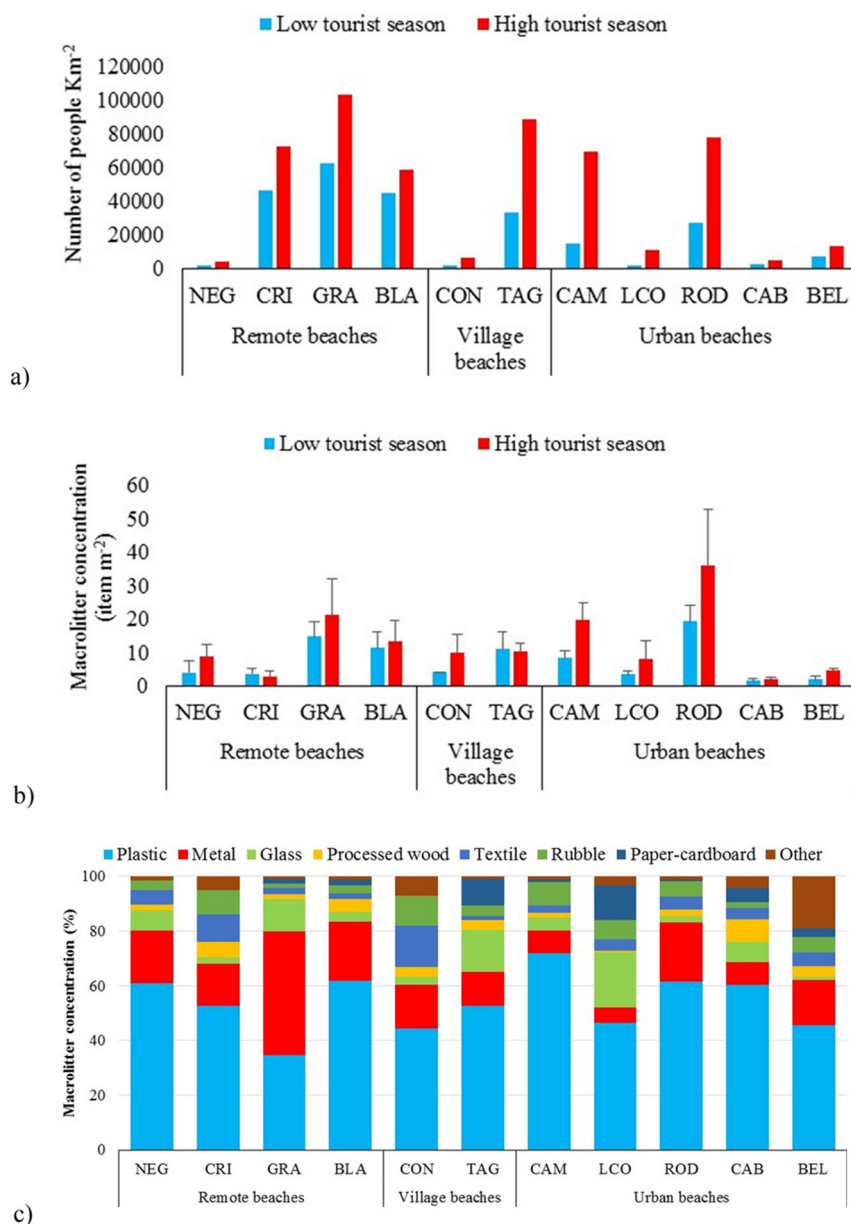 Low tourist season High tourist season
Number of people Km-2
120000
100000
80000
60000
40000
20000
0
NEG CRI GRA BLA CON TAG CAM LCO ROD CAB BEL
Remote beaches Village beaches Urban beaches
a)
Low tourist season High tourist season
Macrolitter concentration
(item m-2)
60
50
40
30
20
10
0
NEG CRI GRA BLA CON TAG CAM LCO ROD CAB BEL
Remote beaches Village beaches Urban beaches
b)
Plastic Metal Glass Processed wood Textile Rubble Paper-cardboard Other
Macrolitter concentration (%)
100
80
60
40
20
0
NEG CRI GRA BLA CON TAG CAM LCO ROD CAB BEL
Remote beaches Village beaches Urban beaches
c)